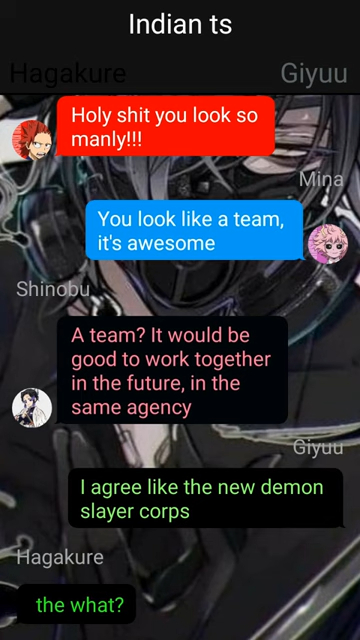 Indian ts
Hagakure
Giyuu
Holy shit you look so
manly!!!
Mina
You look like a team,
it's awesome
Shinobu
A team? It would be
good to work together
in the future, in the
same agency
Giyuu
I agree like the new demon
slayer corps
Hagakure
the what?